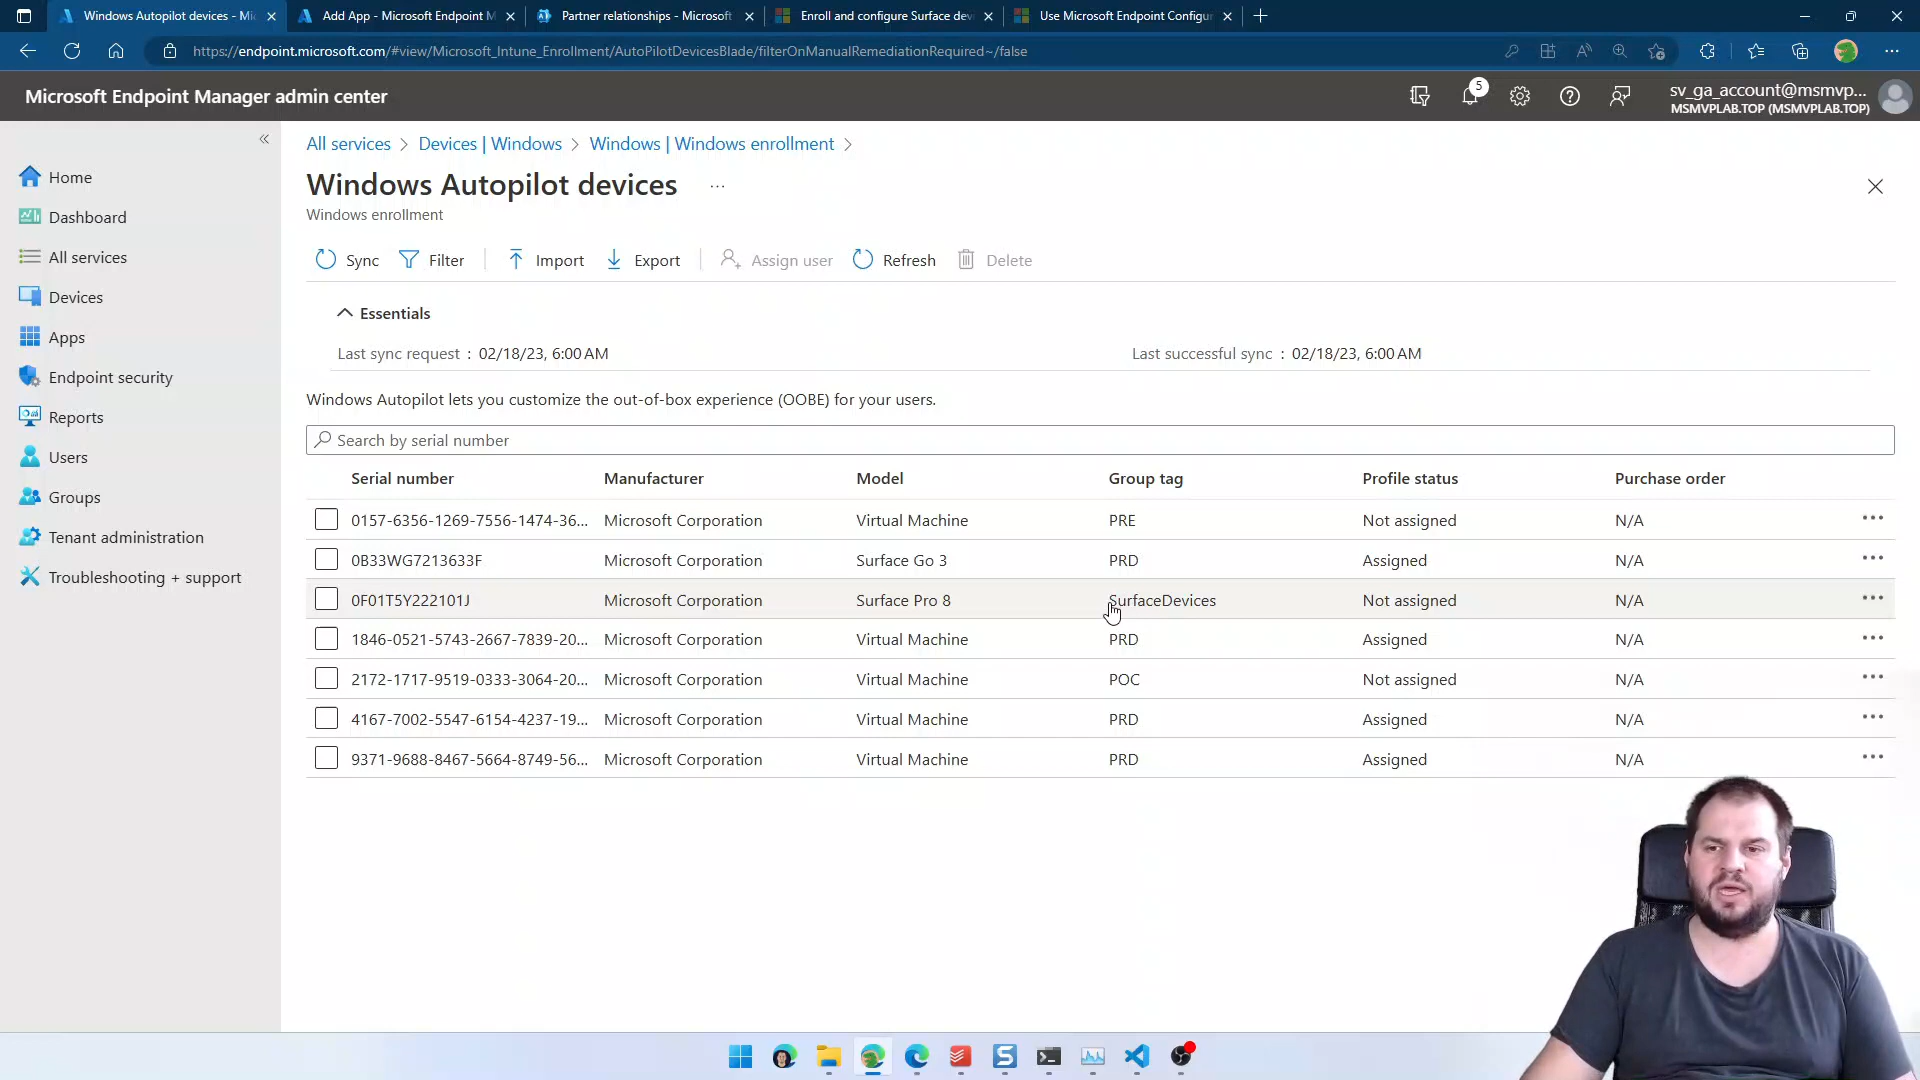 Windows Autopilot devices - Mi
Add App - Microsoft Endpoint M
Partner relationships - Microsoft
Enroll and configure Surface dev
Use Microsoft Endpoint Configur
https://endpoint.microsoft.com/#view/Microsoft_Intune_Enrollment/AutoPilotDevicesBlade/filterOnManualRemediationRequired~/false
Microsoft Endpoint Manager admin center
5
sv_ga_account@msmvp...
MSMVPLAB.TOP (MSMVPLAB.TOP)
Home
Dashboard
All services
Devices
Apps
Endpoint security
Reports
Users
Groups
Tenant administration
Troubleshooting + support
All services > Devices | Windows > Windows | Windows enrollment >
Windows Autopilot devices ...
Windows enrollment
Sync Filter Import Export Assign user Refresh Delete
Essentials
Last sync request : 02/18/23, 6:00 AM Last successful sync : 02/18/23, 6:00 AM
Windows Autopilot lets you customize the out-of-box experience (OOBE) for your users.
Search by serial number
Serial number Manufacturer Model Group tag Profile status Purchase order
0157-6356-1269-7556-1474-36... Microsoft Corporation Virtual Machine PRE Not assigned N/A
0B33WG7213633F Microsoft Corporation Surface Go 3 PRD Assigned N/A
0F01T5Y222101J Microsoft Corporation Surface Pro 8 SurfaceDevices Not assigned N/A
1846-0521-5743-2667-7839-20... Microsoft Corporation Virtual Machine PRD Assigned N/A
2172-1717-9519-0333-3064-20... Microsoft Corporation Virtual Machine POC Not assigned N/A
4167-7002-5547-6154-4237-19... Microsoft Corporation Virtual Machine PRD Assigned N/A
9371-9688-8467-5664-8749-56... Microsoft Corporation Virtual Machine PRD Assigned N/A